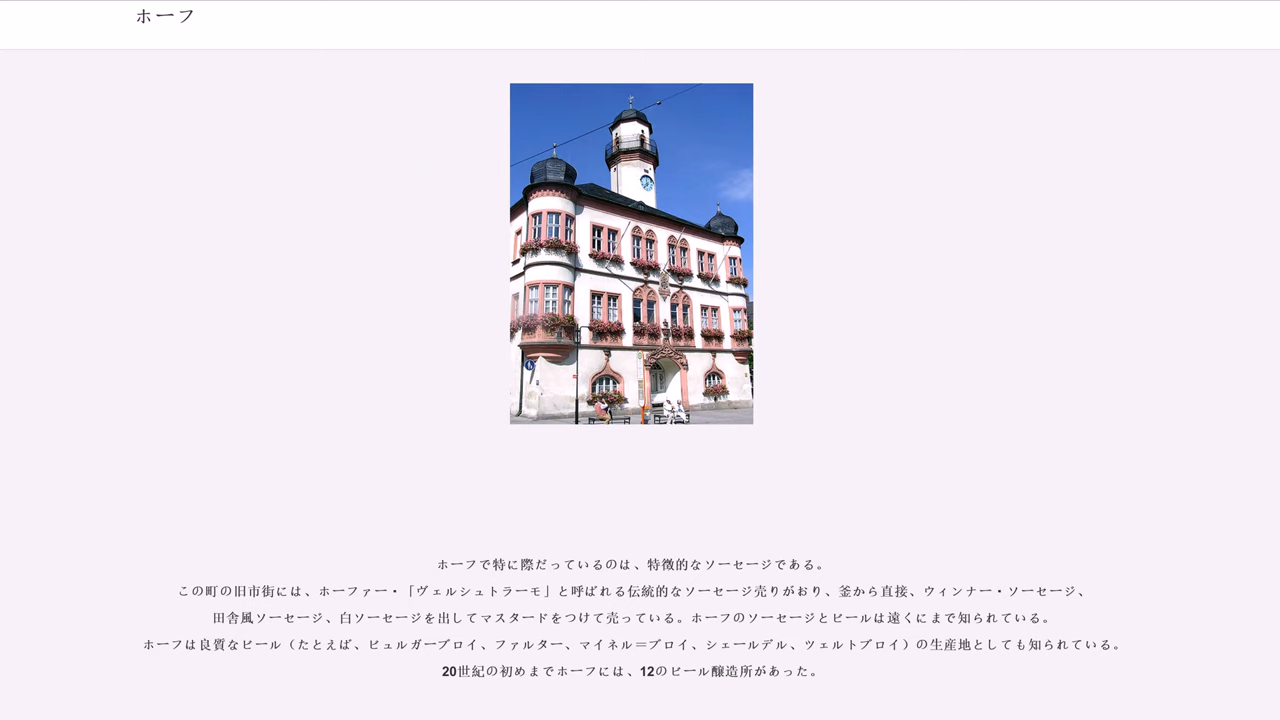 ホーフ
ホーフで特に際だっているのは、特徴的なソーセージである。
この町の旧市街には、ホーファー・「ヴェルシュトラーモ」と呼ばれる伝統的なソーセージ売りがおり、釜から直接、ウィンナー・ソーセージ、
田舎風ソーセージ、白ソーセージを出してマスタードをつけて売っている。ホーフのソーセージとビールは遠くにまで知られている。
ホーフは良質なビール（たとえば、ビュルガーブロイ、ファルター、マイネル＝ブロイ、シェールデル、ツェルトブロイ）の生産地としても知られている。
20世紀の初めまでホーフには、12のビール醸造所があった。